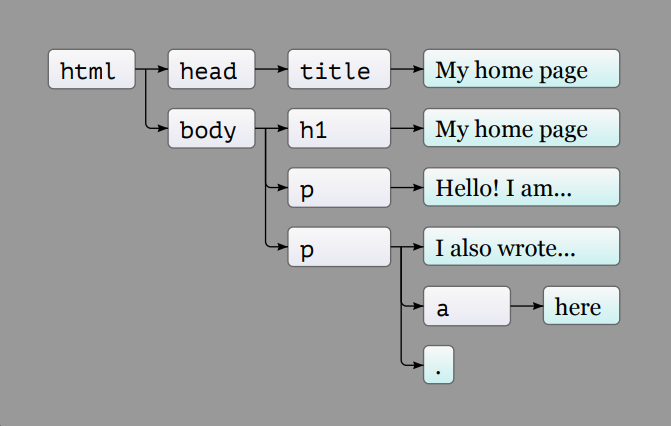 html head title My home page
body h1 My home page
p Hello! I am...
p I also wrote...
a here
.